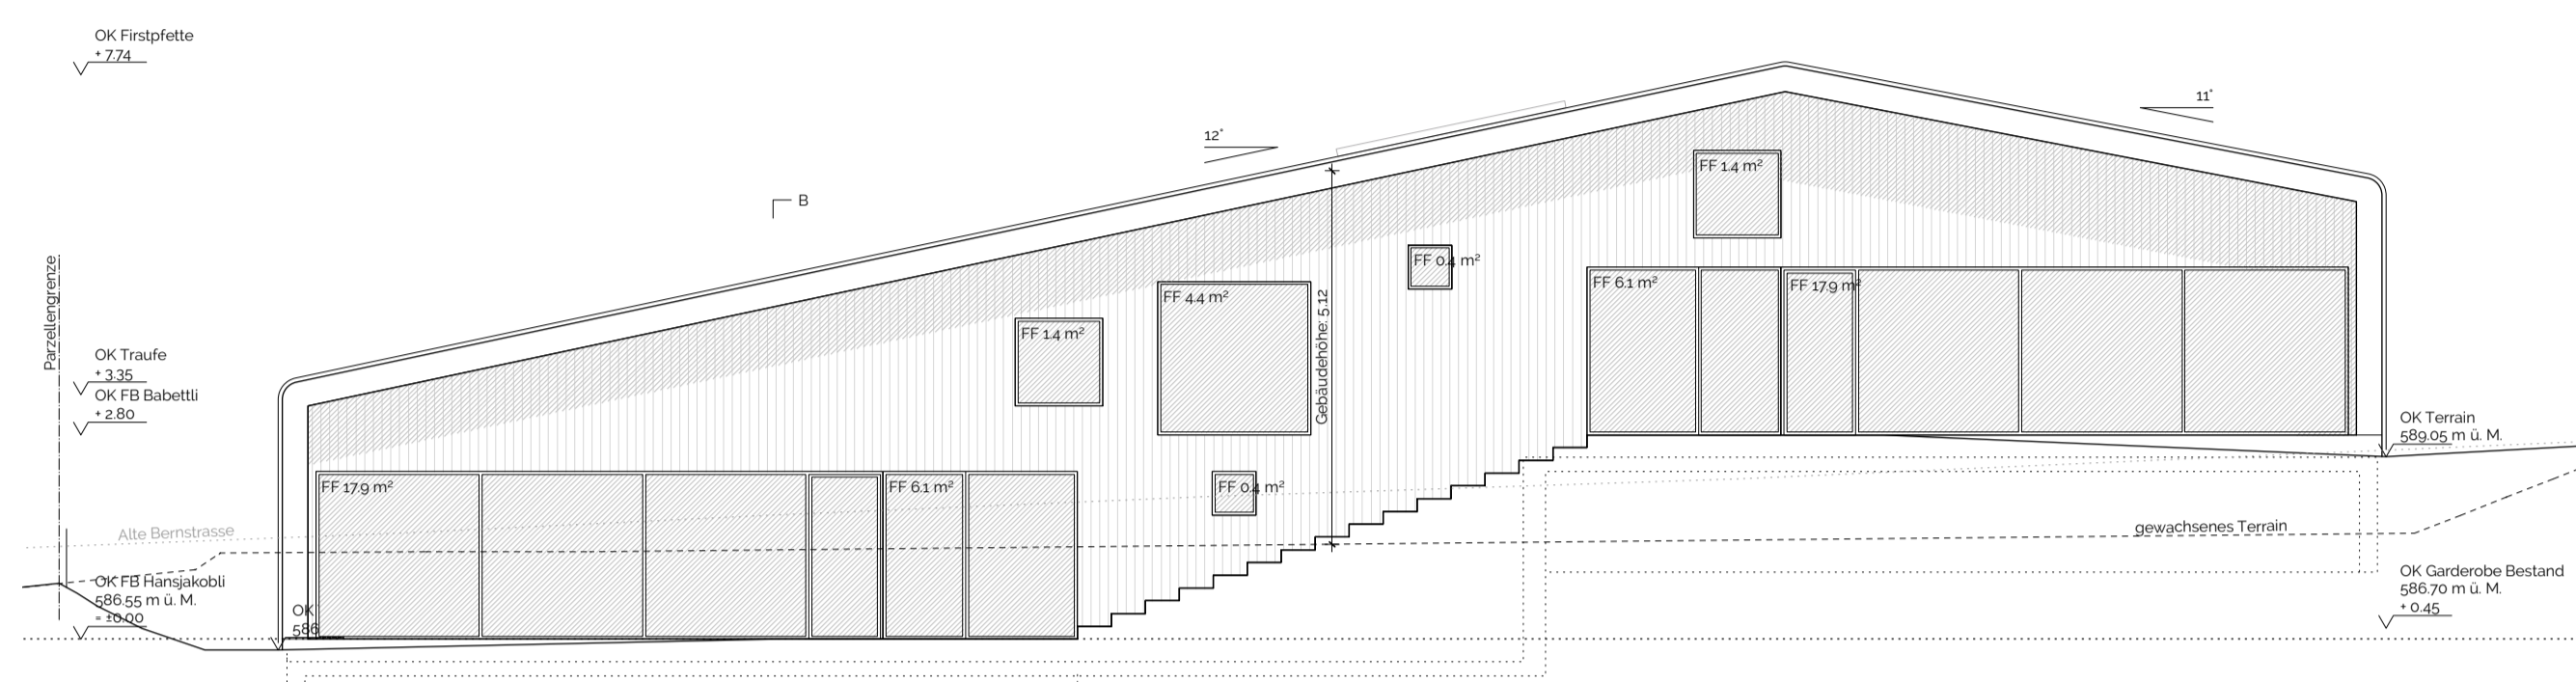 OK Firstpfette
+ 7.74
11°
12°
B
FF 1.4 m²
FF 0.4 m²
FF 6.1 m²
FF 17.9 m²
FF 4.4 m²
FF 1.4 m²
Gebäudehöhe: 5.12
Parzellengrenze
OK Traufe
+ 3.35
OK FB Babettli
+ 2.80
OK Terrain
589.05 m ü. M.
FF 17.9 m²
FF 6.1 m²
FF 0.4 m²
Alte Bernstrasse
gewachsenes Terrain
OK FB Hansjakobli
586.55 m ü. M.
= ±0.00
OK
586
OK Garderobe Bestand
586.70 m ü. M.
+ 0.45